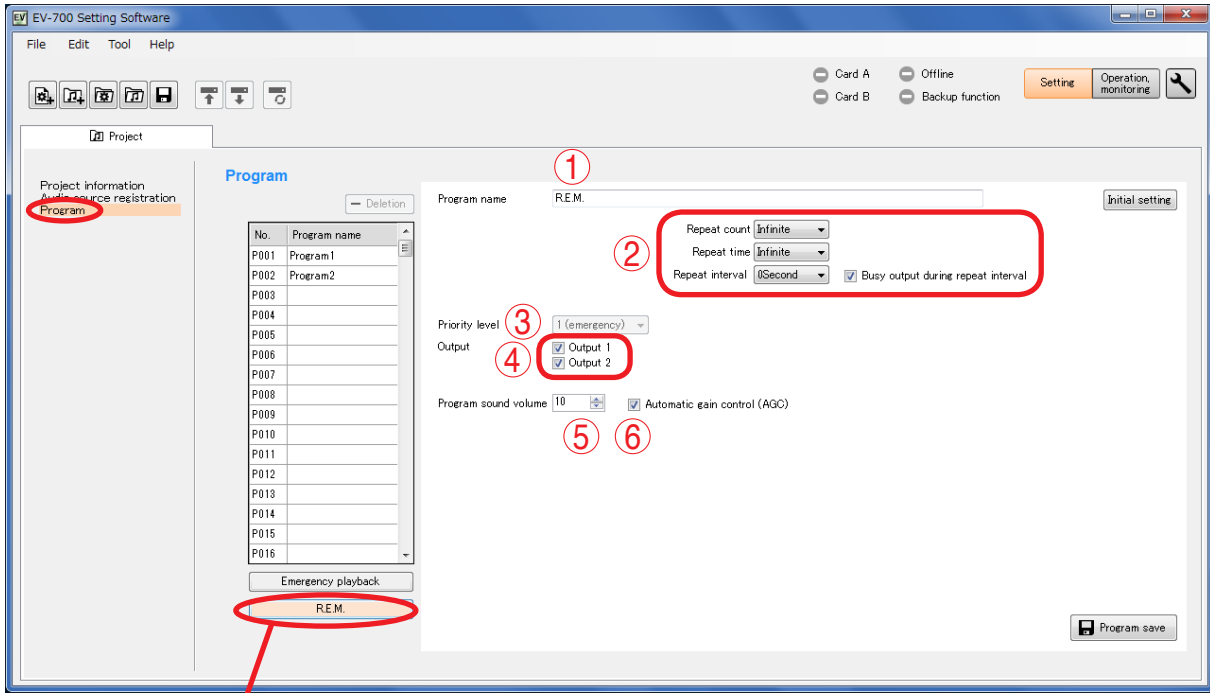 EV EV-700 Setting Software
File Edit Tool Help
Card A Offline
Card B Backup function
Setting
Operation,
monitoring
Project
Project information
Audio source registration
Program
Program
Deletion
No. Program name
P001 Program1
P002 Program2
P003
P004
P005
P006
P007
P008
P009
P010
P011
P012
P013
P014
P015
P016
Emergency playback
R.E.M.
①
Program name R.E.M. Initial setting
②
Repeat count Infinite
Repeat time Infinite
Repeat interval 0Second Busy output during repeat interval
Priority level ③ 1 (emergency)
Output ④ Output 1
Output 2
Program sound volume 10 Automatic gain control (AGC)
⑤ ⑥
Program save